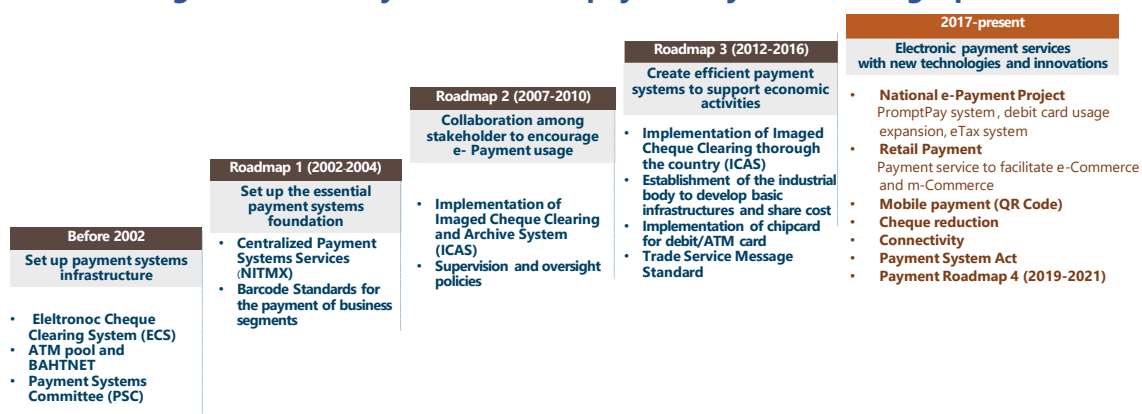 Before 2002
Set up payment systems
infrastructure
• Eleltronoc Cheque
Clearing System (ECS)
• ATM pool and
BAHTNET
• Payment Systems
Committee (PSC)
Roadmap 1 (2002-2004)
Set up the essential
payment systems
foundation
• Centralized Payment
Systems Services
(NITMX)
• Barcode Standards for
the payment of business
segments
Roadmap 2 (2007-2010)
Collaboration among
stakeholder to encourage
e- Payment usage
• Implementation of
Imaged Cheque Clearing
and Archive System
(ICAS)
• Supervision and oversight
policies
Roadmap 3 (2012-2016)
Create efficient payment
systems to support economic
activities
• Implementation of Imaged
Cheque Clearing thorough
the country (ICAS)
• Establishment of the industrial
body to develop basic
infrastructures and share cost
• Implementation of chipcard
for debit/ATM card
• Trade Service Message
Standard
2017-present
Electronic payment services
with new technologies and innovations
• National e-Payment Project
PromptPay system, debit card usage
expansion, eTax system
• Retail Payment
Payment service to facilitate e-Commerce
and m-Commerce
• Mobile payment (QR Code)
• Cheque reduction
• Connectivity
• Payment System Act
• Payment Roadmap 4 (2019-2021)